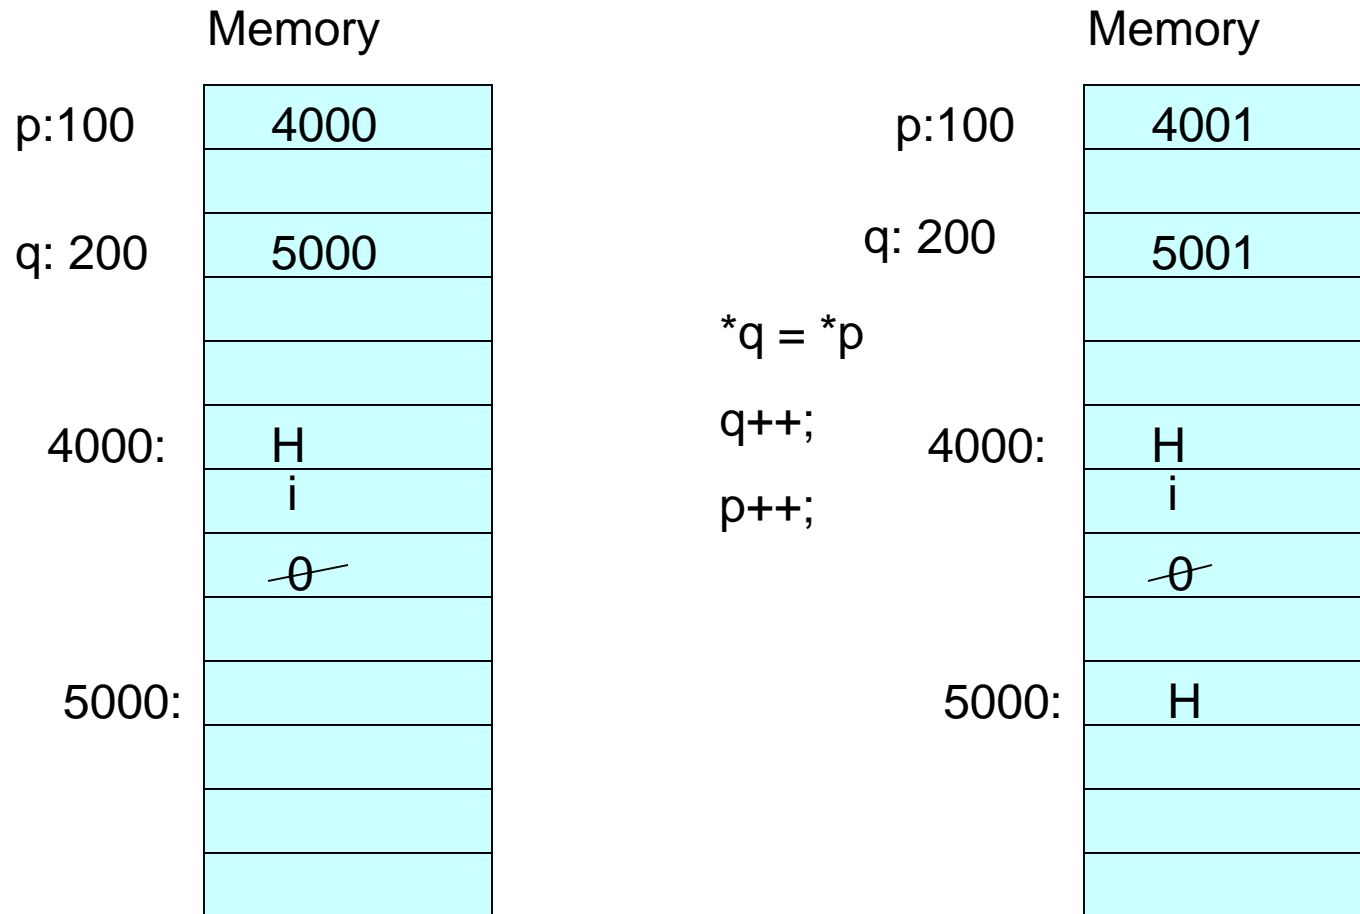 Memory
p:100 4000
q: 200 5000
4000: H
i
0
5000:
*q = *p
q++;
p++;
Memory
p:100 4001
q: 200 5001
4000: H
i
0
5000: H